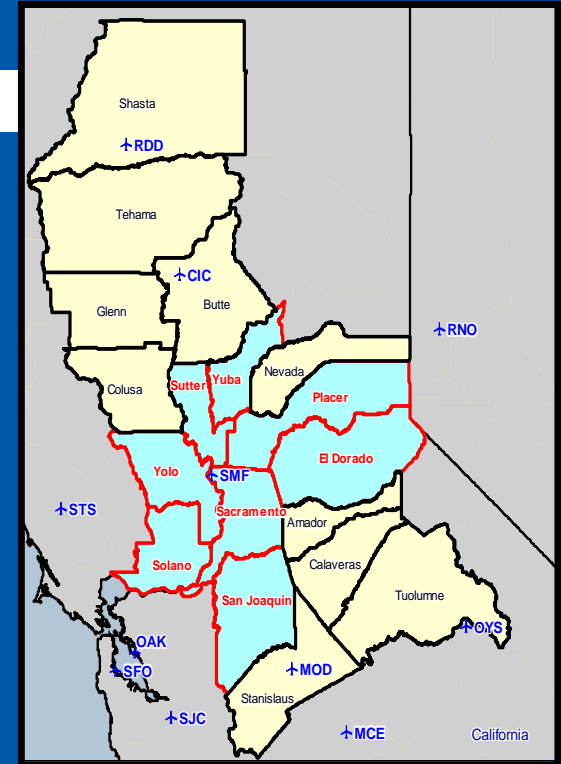 Shasta
RDD
Tehama
CIC
Butte
Glenn
RNO
Nevada
Colusa
Sutter
Yuba
Placer
El Dorado
Yolo
SMF
STS
Sacramento
Amador
Calaveras
Solano
Tuolumne
San Joaquin
OYS
OAK
SFO
MOD
Stanislaus
SJC
MCE
California